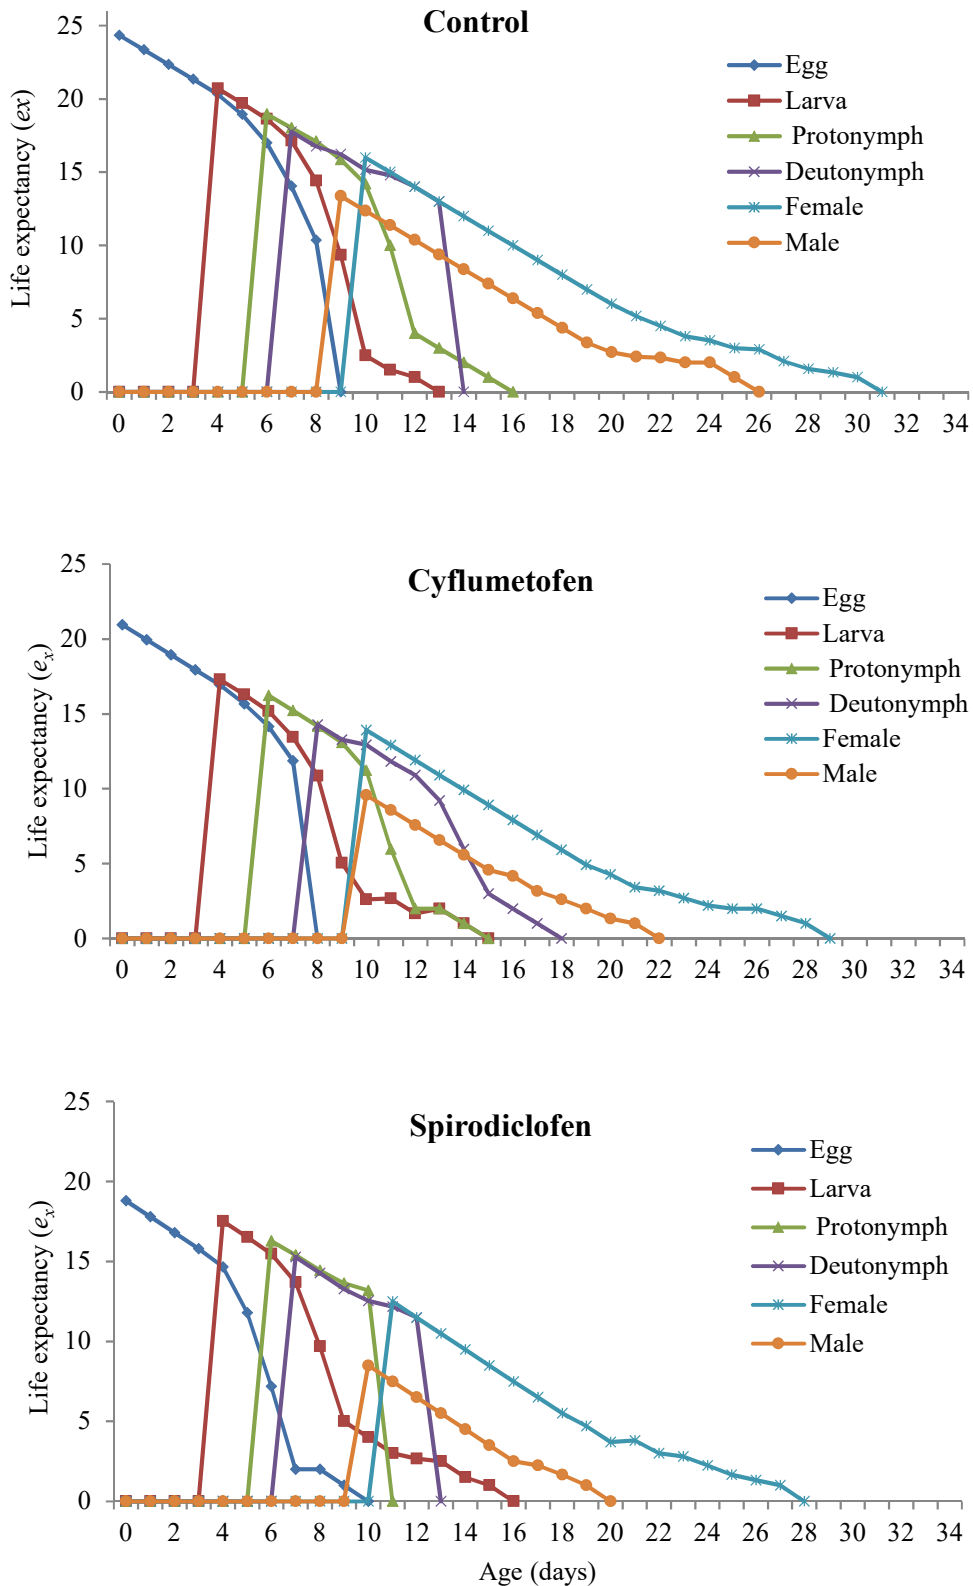 Control
Life expectancy (ex)
25
20
15
10
5
0
0 2 4 6 8 10 12 14 16 18 20 22 24 26 28 30 32 34
Egg
Larva
Protonymph
Deutonymph
Female
Male
Cyflumetofen
Life expectancy (ex)
25
20
15
10
5
0
0 2 4 6 8 10 12 14 16 18 20 22 24 26 28 30 32 34
Egg
Larva
Protonymph
Deutonymph
Female
Male
Spirodiclofen
Life expectancy (ex)
25
20
15
10
5
0
0 2 4 6 8 10 12 14 16 18 20 22 24 26 28 30 32 34
Egg
Larva
Protonymph
Deutonymph
Female
Male
Age (days)